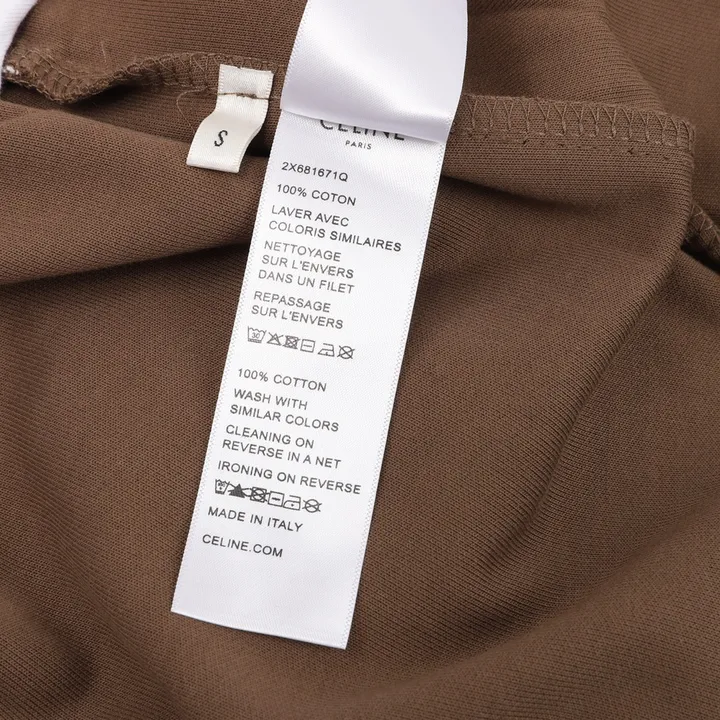 S
CELINE
PARIS
2X681671Q
100% COTON
LAVER AVEC
COLORIS SIMILAIRES
NETTOYAGE
SUR L'ENVERS
DANS UN FILET
REPASSAGE
SUR L'ENVERS
30
100% COTTON
WASH WITH
SIMILAR COLORS
CLEANING ON
REVERSE IN A NET
IRONING ON REVERSE
MADE IN ITALY
CELINE.COM